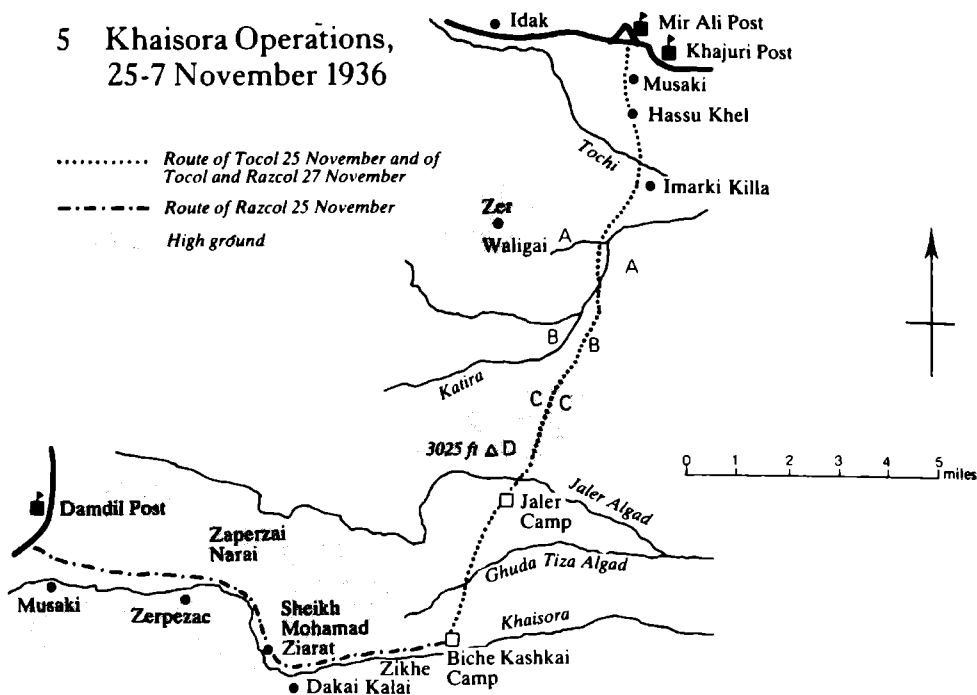 5 Khaisora Operations,
25-7 November 1936
Route of Tocol 25 November and of
Tocol and Razcol 27 November
Route of Razcol 25 November
High ground
Idak
Mir Ali Post
Khajuri Post
Musaki
Hassu Khel
Tochi
Imarki Killa
Zer
Waligai
A
A
B
B
Katira
C
C
3025 ft
D
0 1 2 3 4 5 miles
Damdil Post
Jaler
Camp
Jaler Algad
Zaperzai
Narai
Ghuda Tiza Algad
Musaki
Zerpezac
Sheikh
Mohamad
Ziarat
Khaisora
Zikhe
Biche Kashkai
Camp
Dakai Kalai